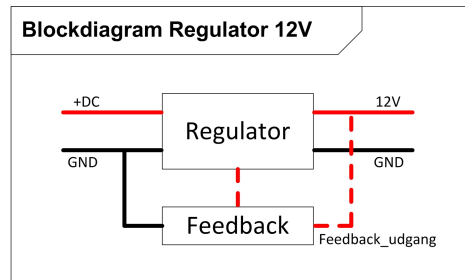 Blockdiagram Regulator 12V
+DC
12V
Regulator
GND
GND
Feedback
Feedback_udgang